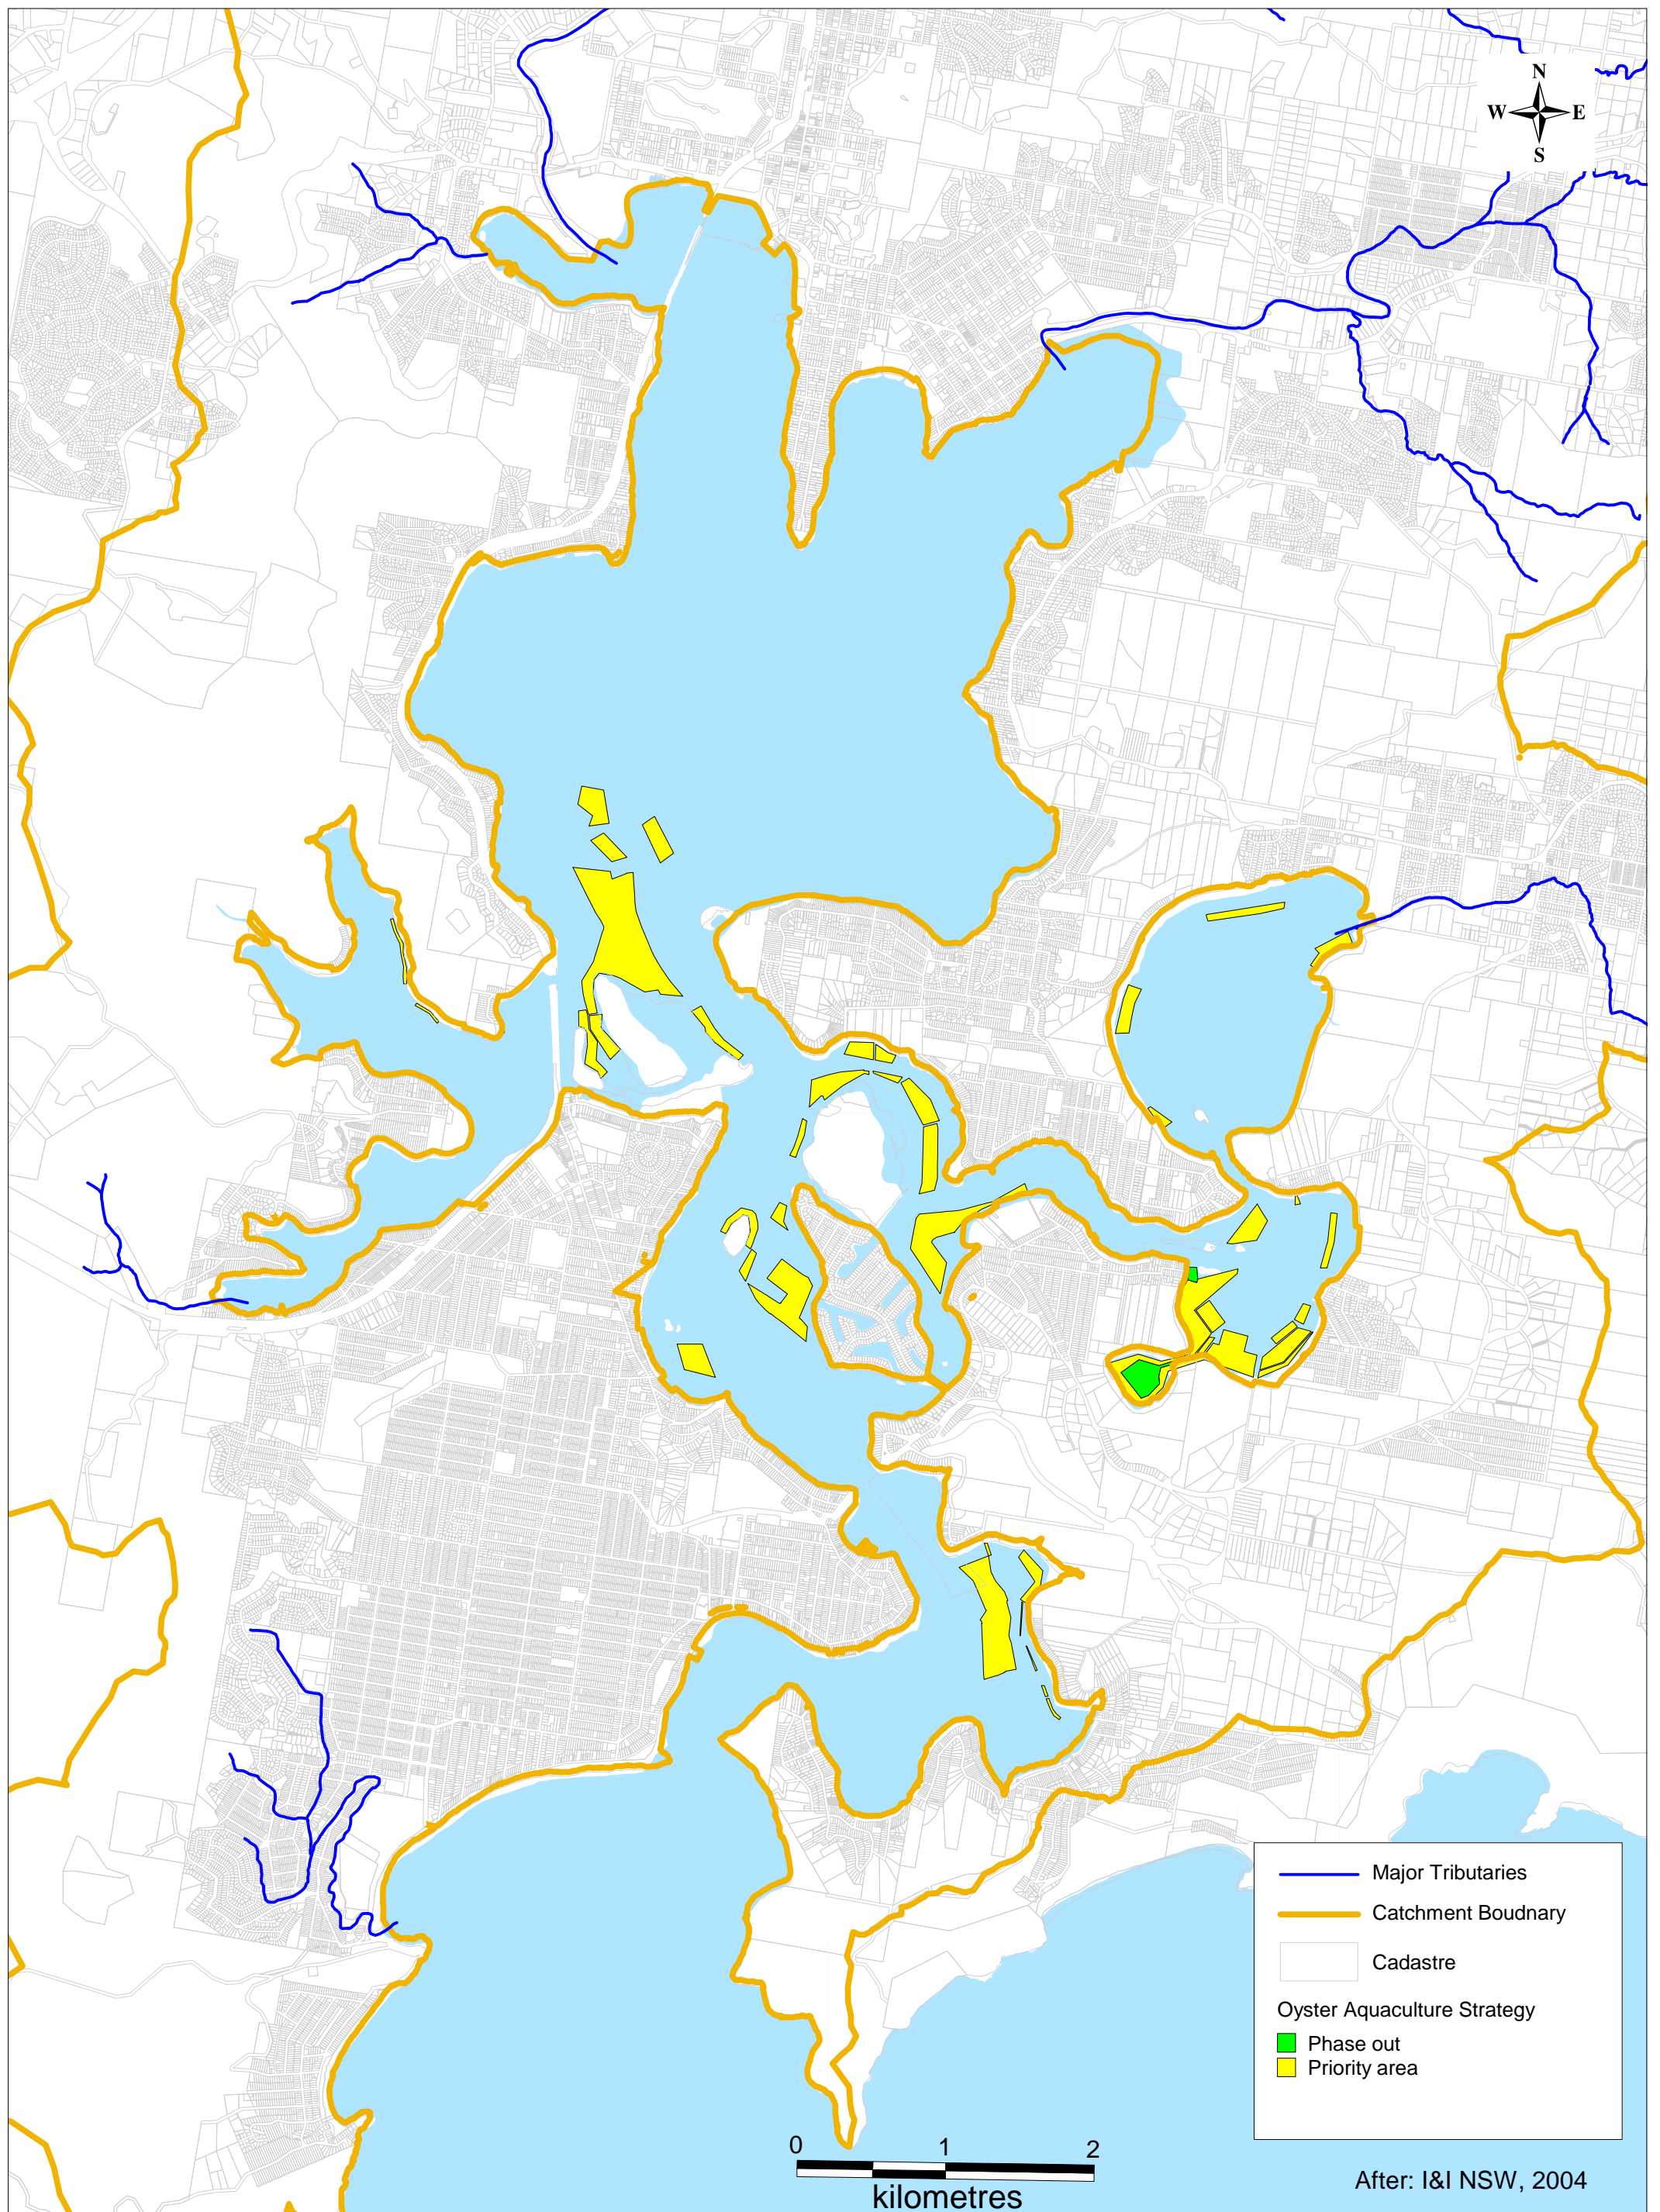 N
W E
S
Major Tributaries
Catchment Boudnary
Cadastre
Oyster Aquaculture Strategy
Phase out
Priority area
0 1 2
kilometres
After: I&I NSW, 2004